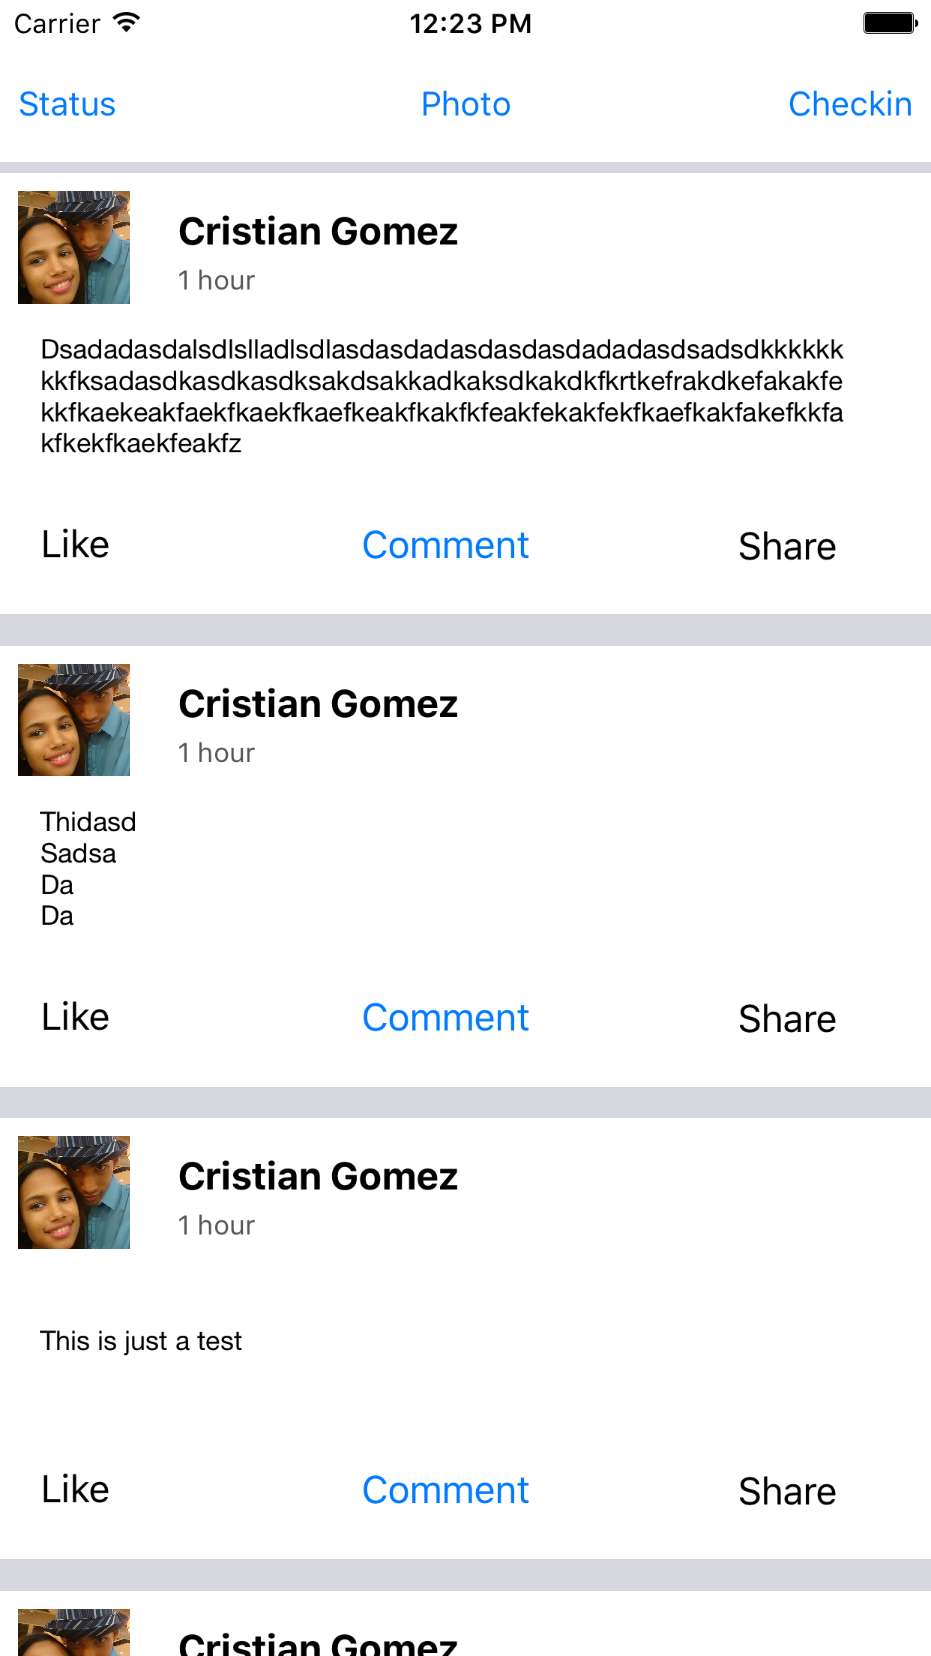 Carrier 12:23 PM
Status Photo Checkin
Cristian Gomez
1 hour
Dsadadasdalsdlslladlsdlasdasdadasdasdasdadadasdsadsdkkkkkk
kkfksadasdkasdkasdksakdsakkadkaksdkakdkfkrtkefrakdkefakakfe
kkfkaekeakfaekfkaekfkaefkeakfkakfkfeakfekakfekfkaefkakfakefkkfa
kfkekfkaekfeakfz
Like Comment Share
Cristian Gomez
1 hour
Thidasd
Sadsa
Da
Da
Like Comment Share
Cristian Gomez
1 hour
This is just a test
Like Comment Share
Cristian Gomez